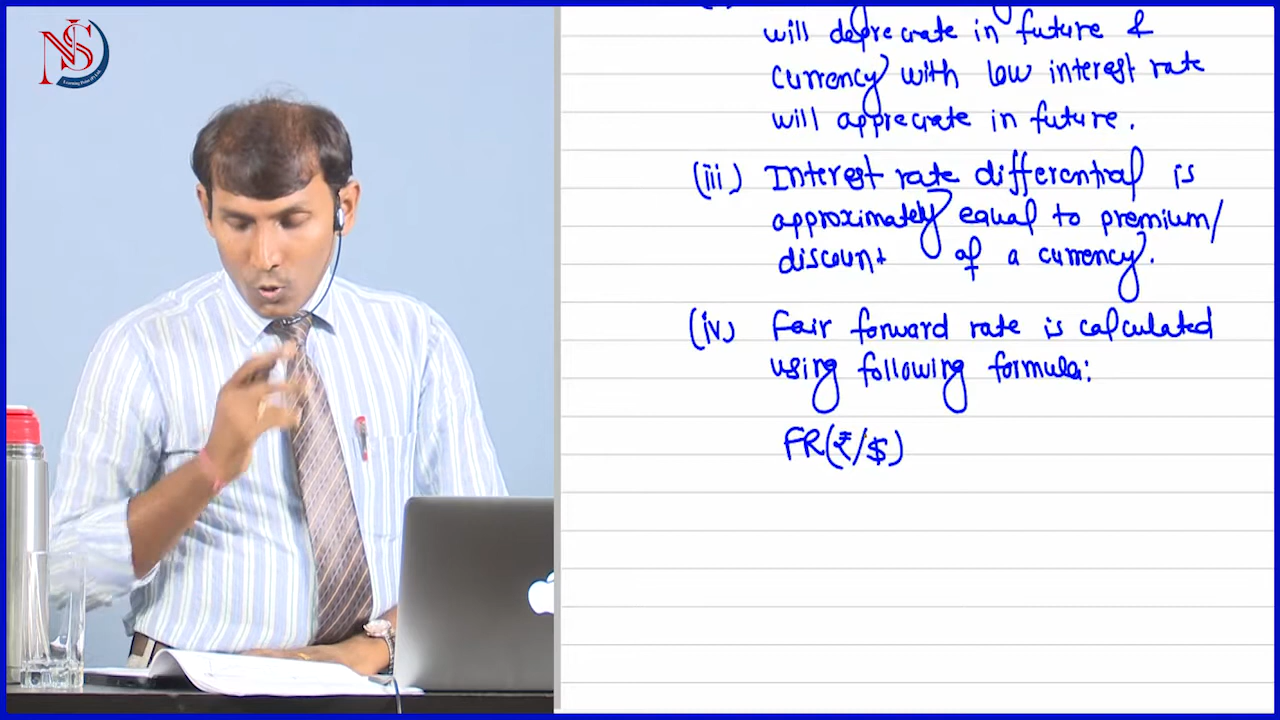 NSi
will depreciate in future &
currency with low interest rate
will appreciate in future.
(iii) Interest rate differential is
approximately equal to premium/
discount of a currency.
(iv) Fair forward rate is calculated
using following formula:
FR(₹/$)